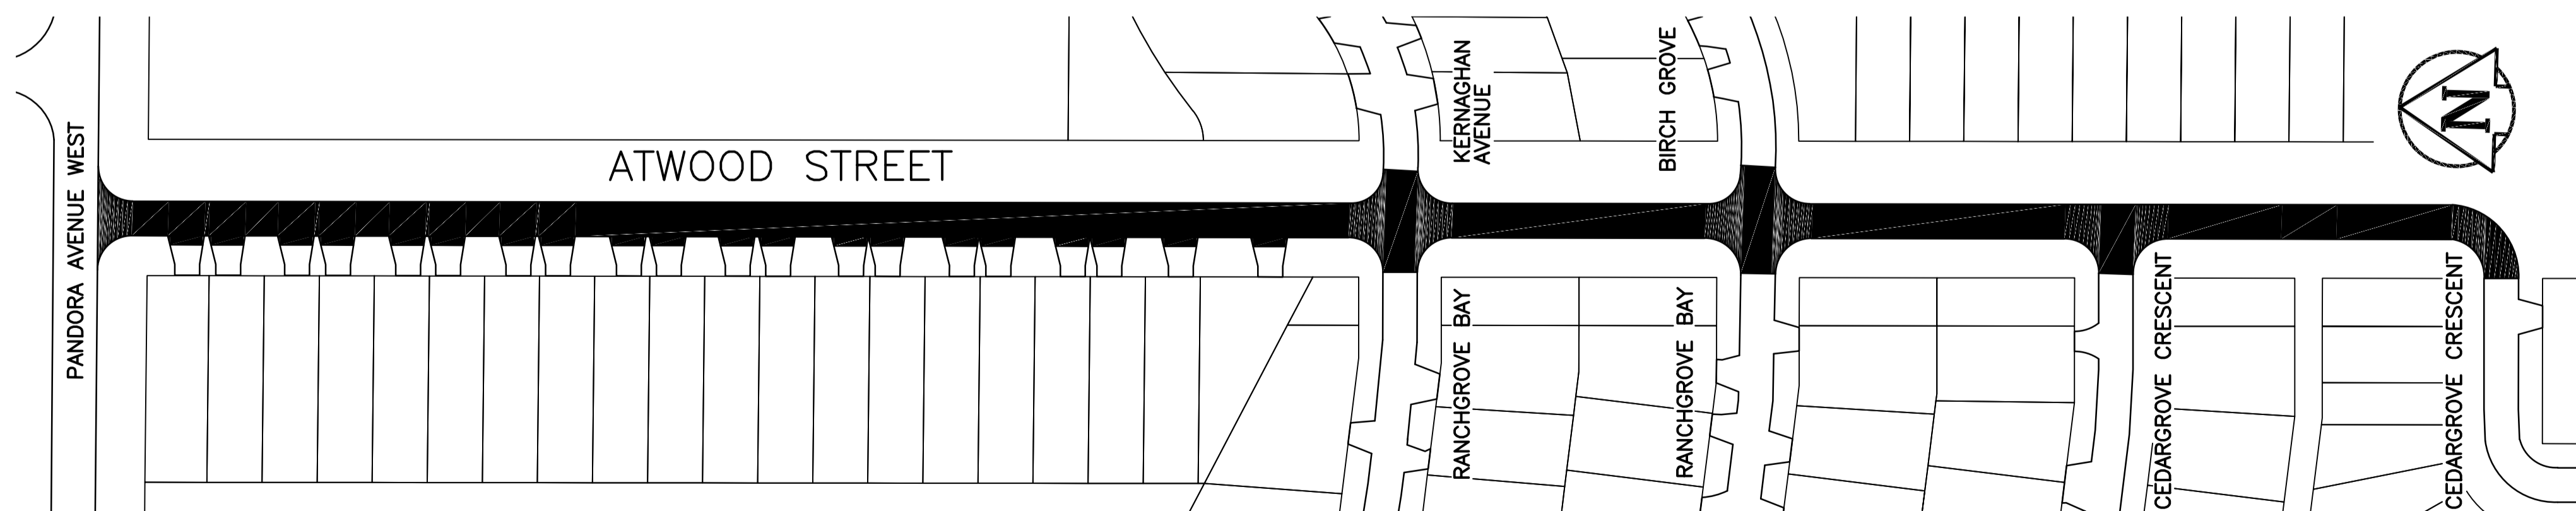 PANDORA AVENUE WEST
ATWOOD STREET
KERNAGHAN
AVENUE
BIRCH GROVE
N
RANCHGROVE BAY
RANCHGROVE BAY
CEDARGROVE CRESCENT
CEDARGROVE CRESCENT